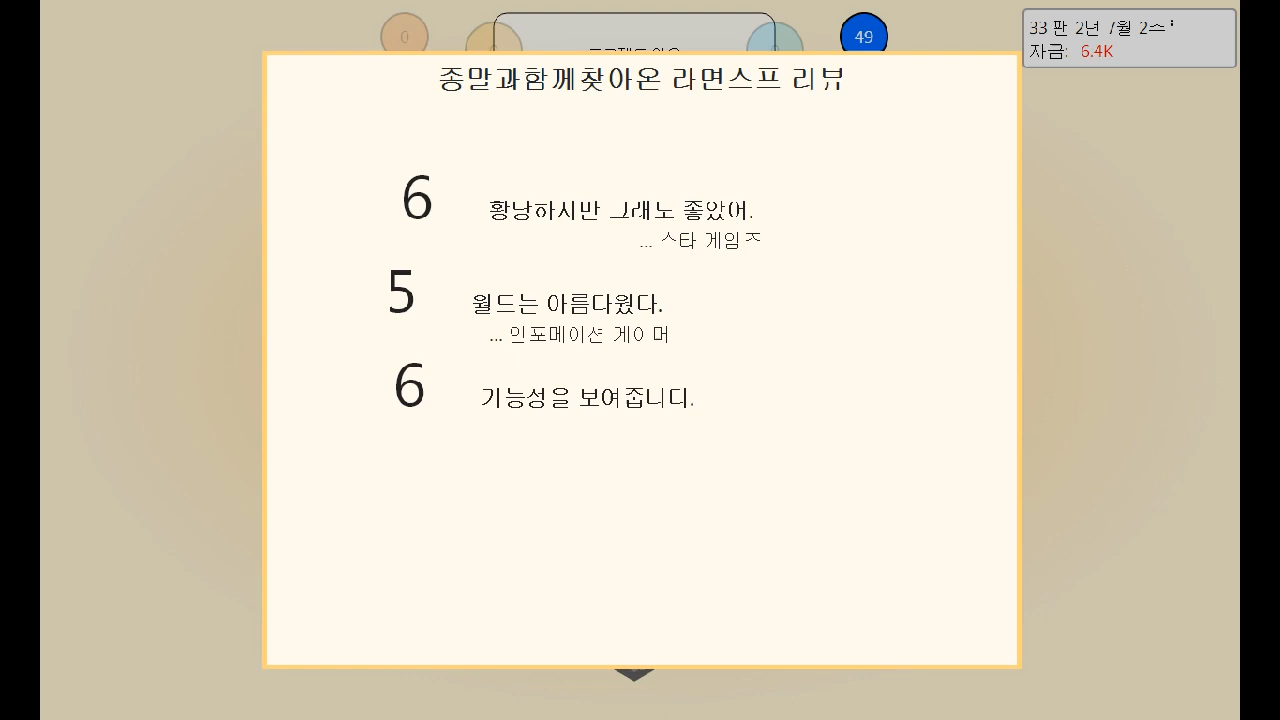 0
49
33 판 2년 7월 2주
자금: 6.4K
종말과함께찾아온 라면스프 리뷰
6 황당하지만 그래도 좋았어.
... 스타 게임즈
5 월드는 아름다웠다.
... 인포메이션 게이머
6 기능성을 보여줍니다.